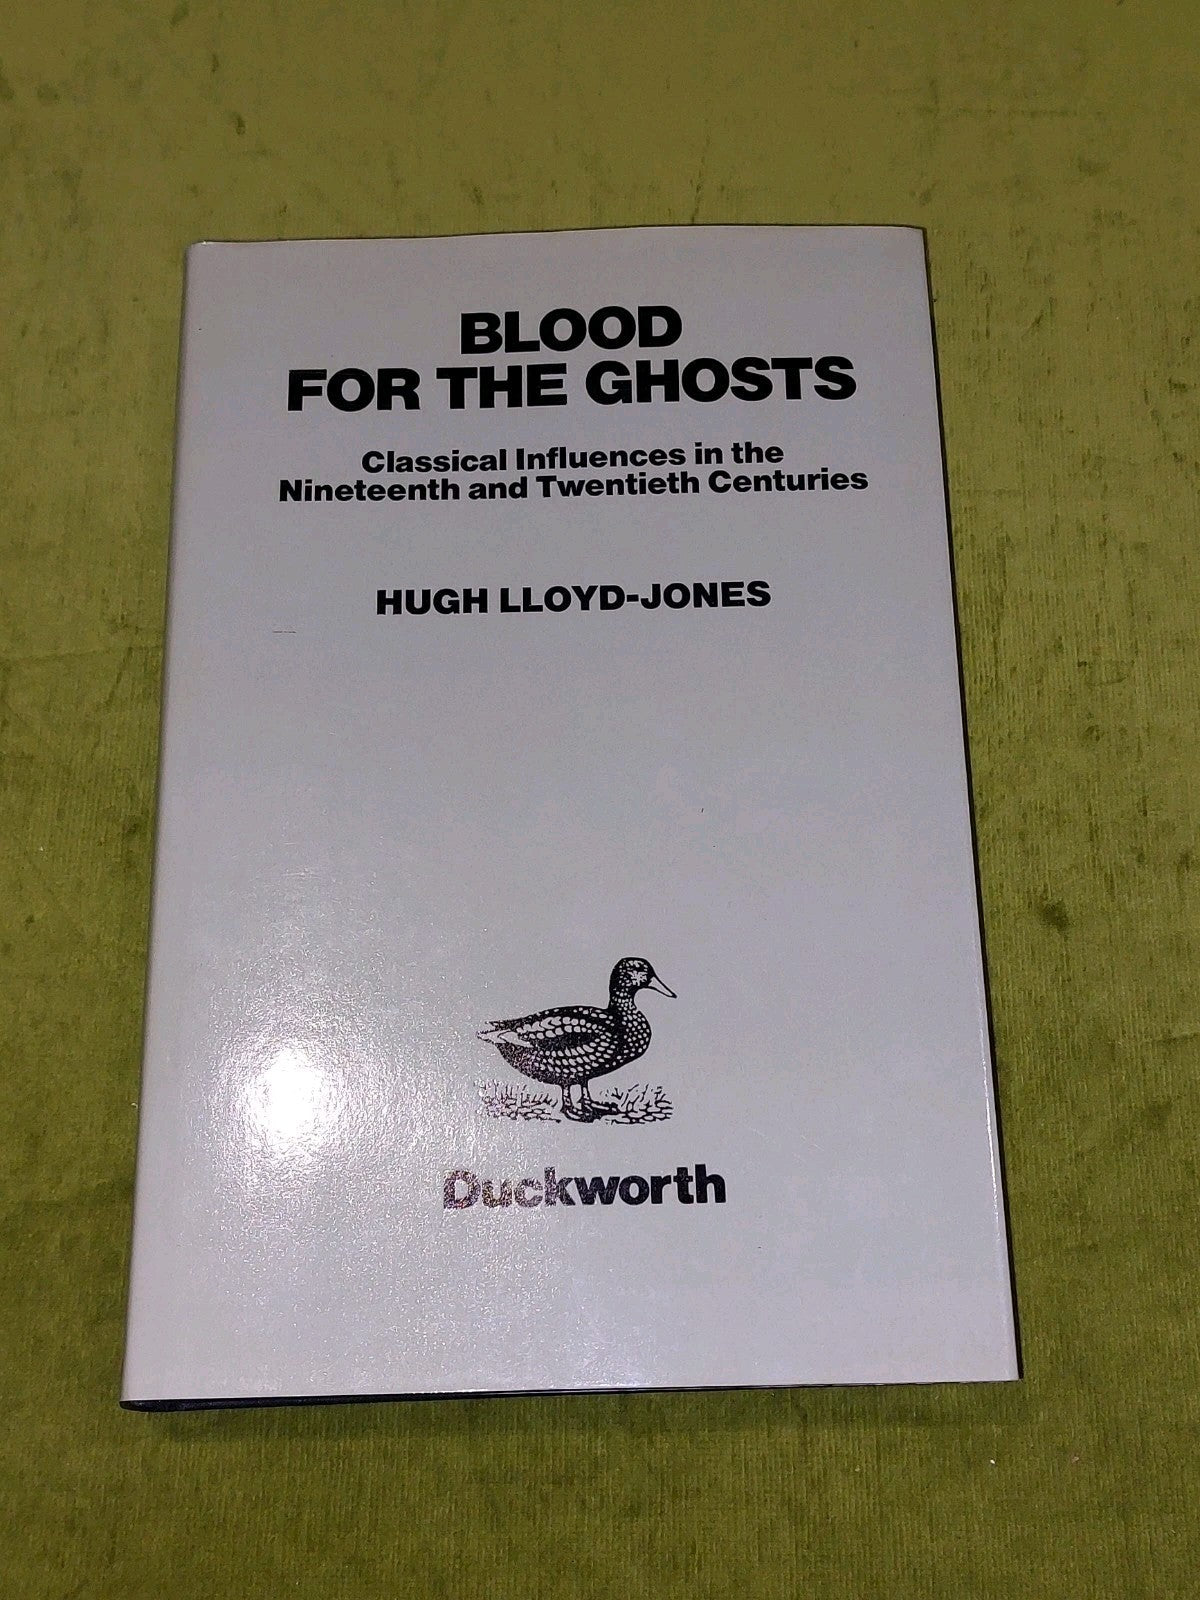 BLOOD
FOR THE GHOSTS
Classical Influences in the
Nineteenth and Twentieth Centuries
HUGH LLOYD-JONES
Duckworth